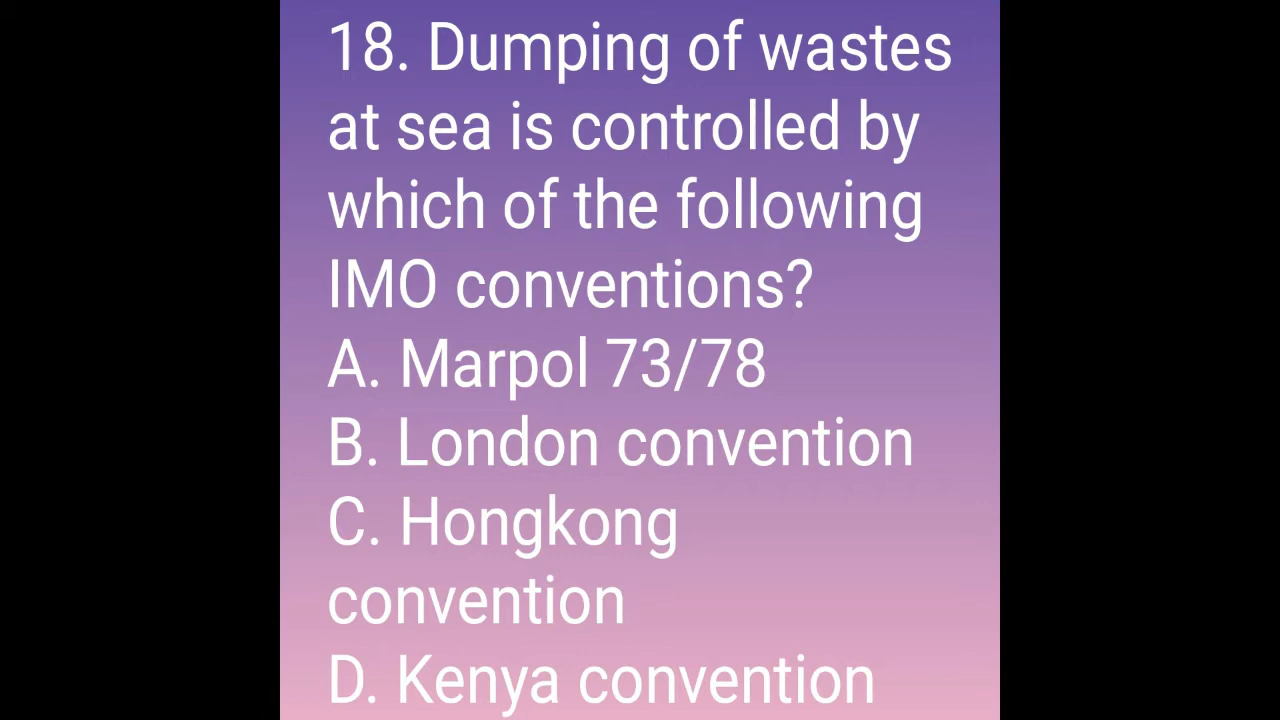 18. Dumping of wastes
at sea is controlled by
which of the following
IMO conventions?
A. Marpol 73/78
B. London convention
C. Hongkong
convention
D. Kenya convention